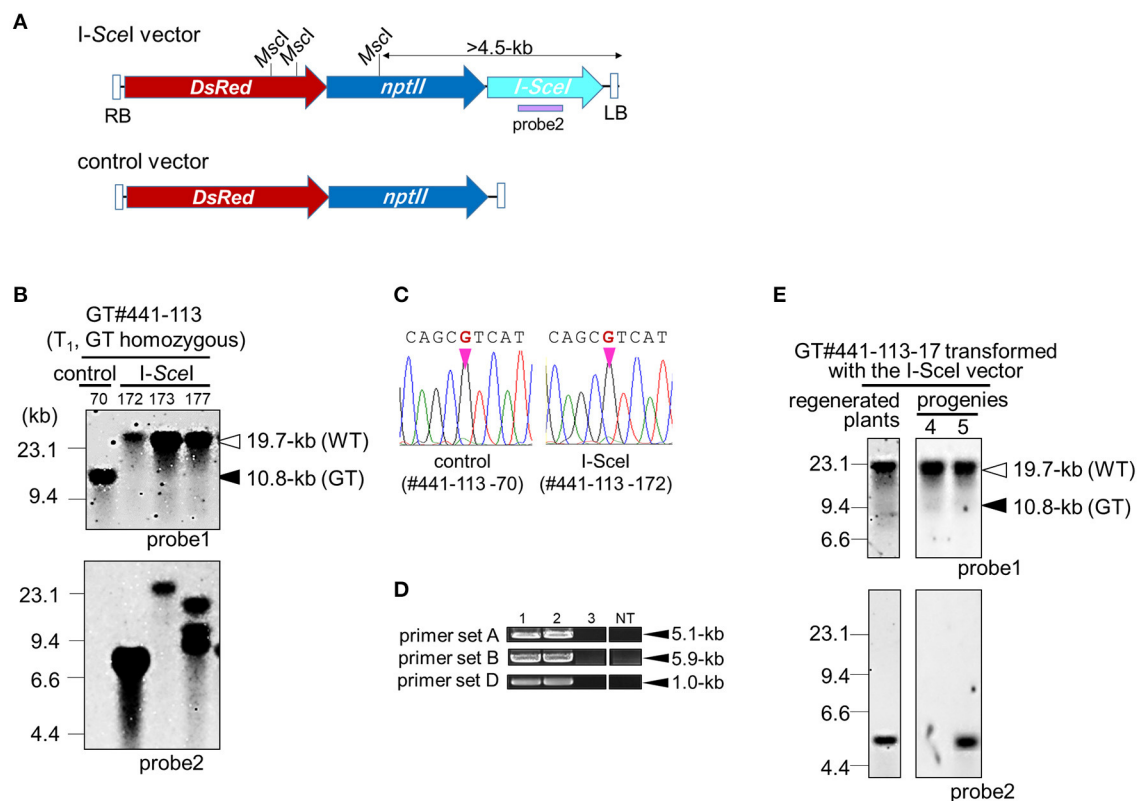 A
I-SceI vector
MscI
MscI
MscI
>4.5-kb
DsRed
nptII
I-SceI
RB
probe2
LB
control vector
DsRed
nptII
B
GT#441-113
(T1, GT homozygous)
control
I-SceI
70 172 173 177
(kb)
23.1
9.4
19.7-kb (WT)
10.8-kb (GT)
probe1
23.1
9.4
6.6
4.4
probe2
C
CAGCGTCAT
CAGCGTCAT
control
(#441-113 -70)
I-SceI
(#441-113 -172)
D
1 2 3 NT
primer set A
5.1-kb
primer set B
5.9-kb
primer set D
1.0-kb
E
GT#441-113-17 transformed
with the I-SceI vector
regenerated
plants
progenies
4 5
23.1
9.4
6.6
19.7-kb (WT)
10.8-kb (GT)
probe1
23.1
9.4
6.6
4.4
probe2